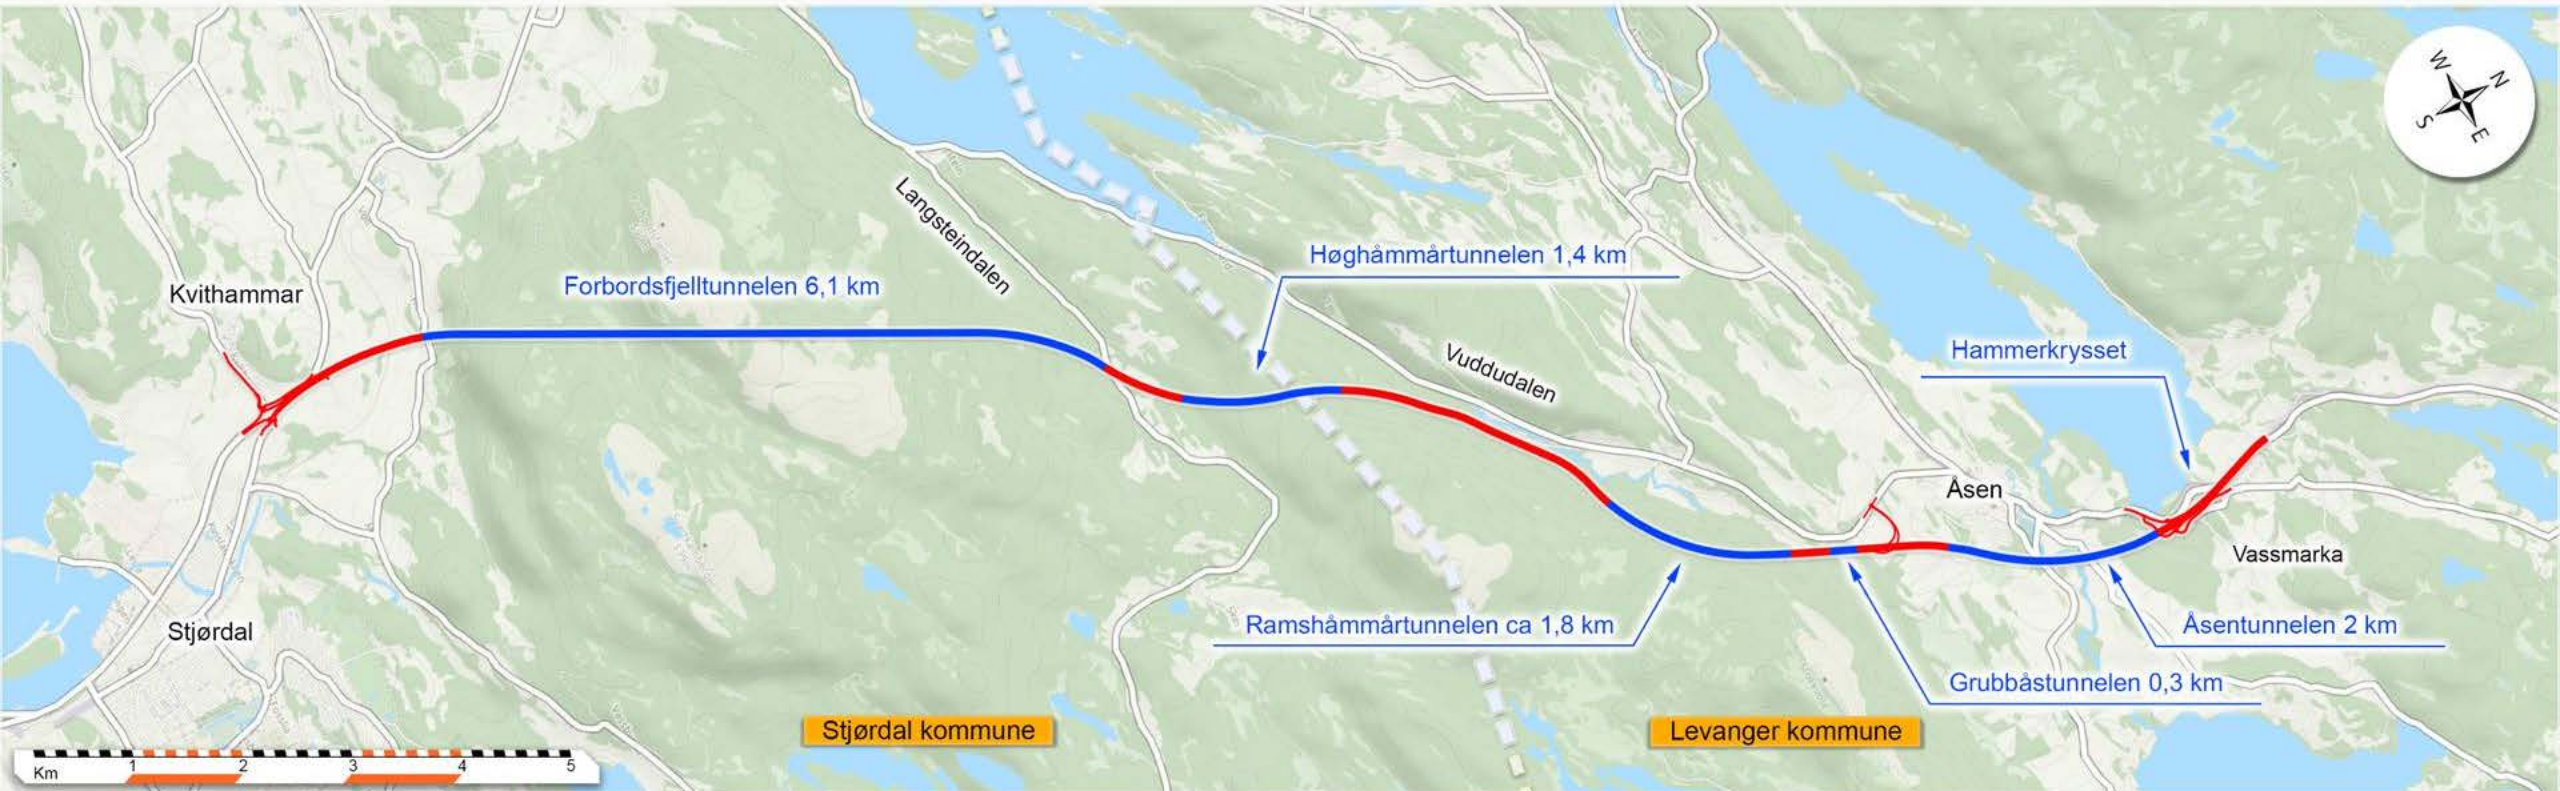 W
N
S
E
Langsteindalen
Høghåmmårtunnelen 1,4 km
Kvithammar
Forbordsfjelltunnelen 6,1 km
Vuddudalen
Hammerkrysset
Åsen
Vassmarka
Stjørdal
Ramshåmmårtunnelen ca 1,8 km
Åsentunnelen 2 km
Grubbåstunnelen 0,3 km
Stjørdal kommune
Levanger kommune
Km
1
2
3
4
5